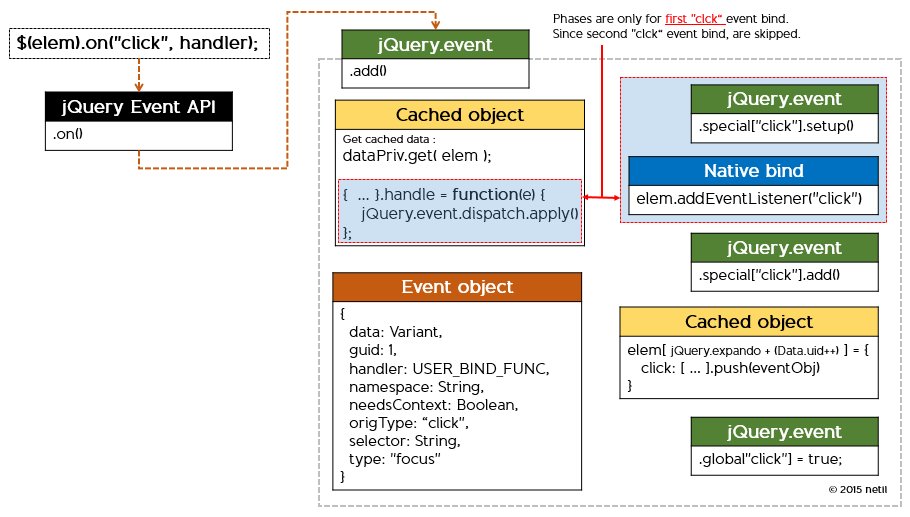 $(elem).on("click", handler);
jQuery Event API
.on()
jQuery.event
.add()
Phases are only for first "clck" event bind.
Since second "clck" event bind, are skipped.
Cached object
Get cached data :
dataPriv.get( elem );
{ ... }.handle = function(e) {
jQuery.event.dispatch.apply()
};
jQuery.event
.special["click"].setup()
Native bind
elem.addEventListener("click")
jQuery.event
.special["click"].add()
Event object
{
data: Variant,
guid: 1,
handler: USER_BIND_FUNC,
namespace: String,
needsContext: Boolean,
origType: “click",
selector: String,
type: "focus"
}
Cached object
elem[ jQuery.expando + (Data.uid++) ] = {
click: [ ... ].push(eventObj)
}
jQuery.event
.global"click"] = true;
© 2015 netil